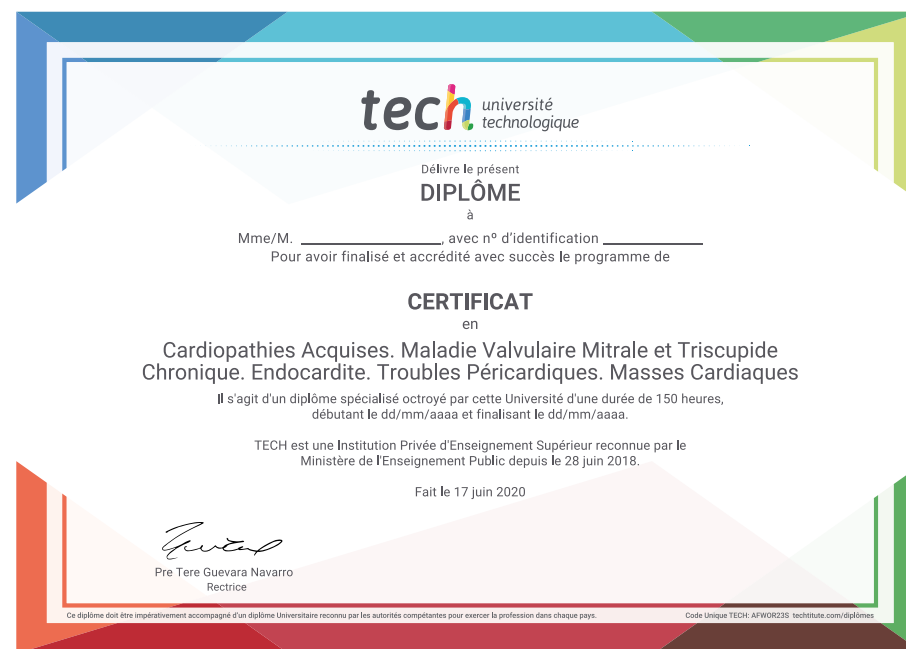 tech université
technologique
Délivre le présent
DIPLÔME
à
Mme/M. ____________________, avec nº d'identification ______________
Pour avoir finalisé et accrédité avec succès le programme de
CERTIFICAT
en
Cardiopathies Acquises. Maladie Valvulaire Mitrale et Triscupide
Chronique. Endocardite. Troubles Péricardiques. Masses Cardiaques
Il s'agit d'un diplôme spécialisé octroyé par cette Université d'une durée de 150 heures,
débutant le dd/mm/aaaa et finalisant le dd/mm/aaaa.
TECH est une Institution Privée d'Enseignement Supérieur reconnue par le
Ministère de l'Enseignement Public depuis le 28 juin 2018.
Fait le 17 juin 2020
Pre Tere Guevara Navarro
Rectrice
Ce diplôme doit être impérativement accompagné d'un diplôme Universitaire reconnu par les autorités compétantes pour exercer la profession dans chaque pays.
Code Unique TECH: AFWOR23S techtitute.com/diplômes